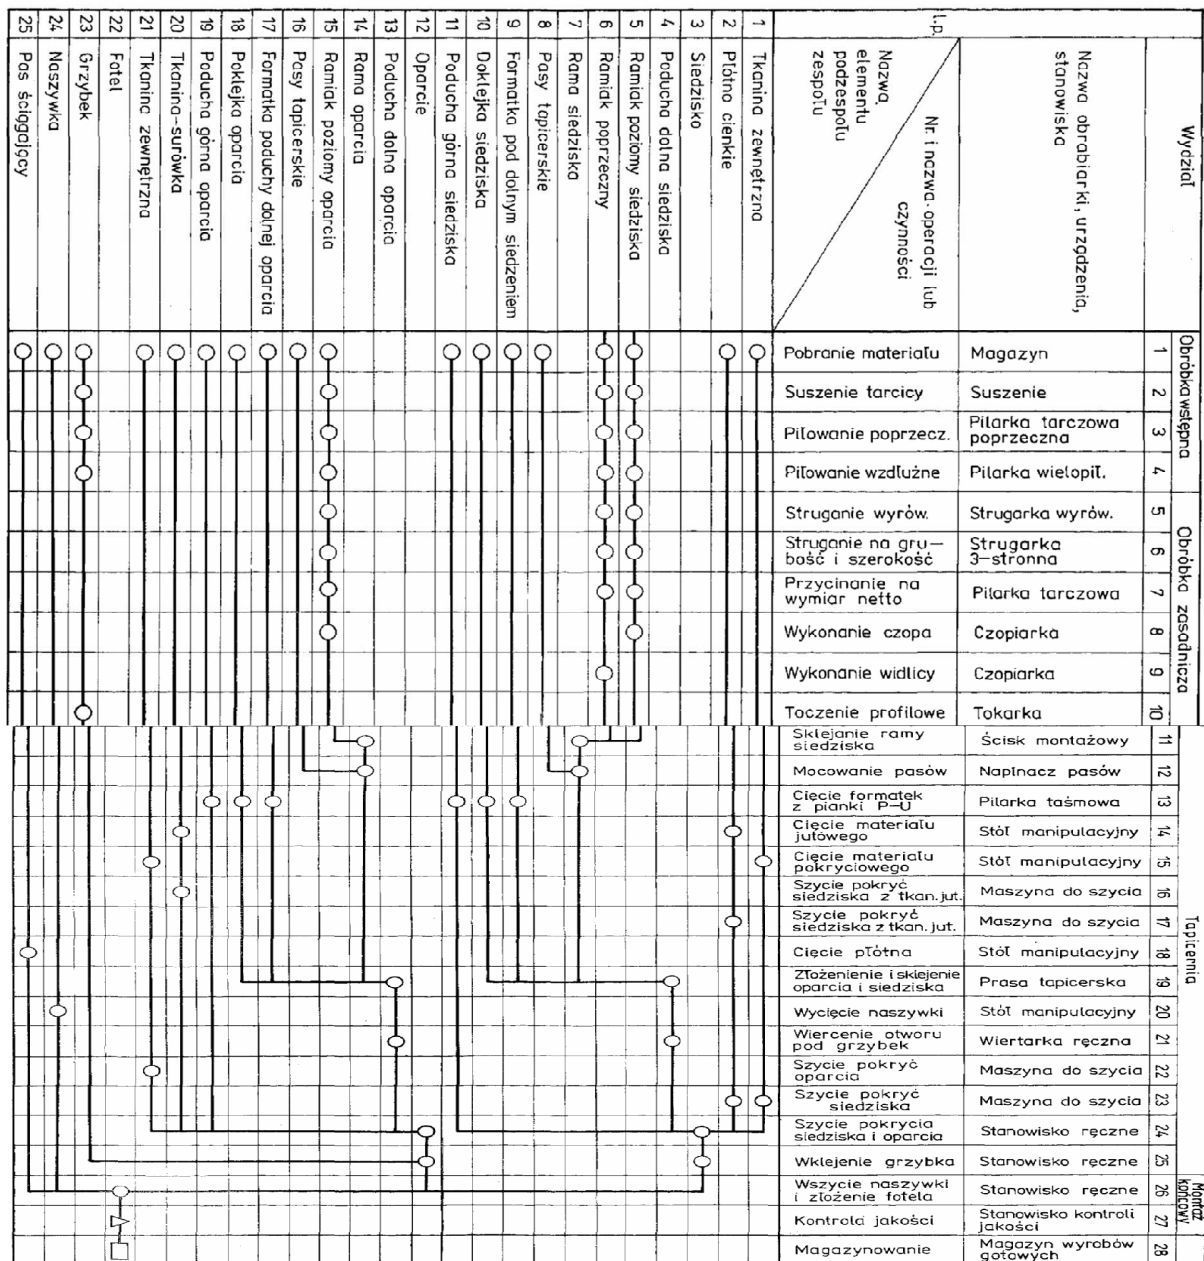 Wydział
Nazwa obrabiarki, urządzenia,
stanowiska
Nr. i nazwa operacji lub
czynności
Nazwa
elementu
podzespołu
zespołu
l.p.
1 Tkanina zewnętrzna
2 Płótno cienkie
3 Siedzisko
4 Poducha dolna siedziska
5 Ramiak poziomy siedziska
6 Ramiak poprzeczny
7 Rama siedziska
8 Pasy tapicerskie
9 Formatka pod dolnym siedzeniem
10 Doklejka siedziska
11 Poducha górna siedziska
12 Oparcie
13 Poducha dolna oparcia
14 Rama oparcia
15 Ramiak poziomy oparcia
16 Pasy tapicerskie
17 Formatka poduchy dolnej oparcia
18 Poklejka oparcia
19 Poducha górna oparcia
20 Tkanina-surówka
21 Tkanina zewnętrzna
22 Fotel
23 Grzybek
24 Naszywka
25 Pas ściągający
Obróbka wstępna
Pobranie materiału Magazyn 1
Suszenie tarcicy Suszenie 2
Piłowanie poprzecz. Pilarka tarczowa
poprzeczna 3
Piłowanie wzdłużne Pilarka wielopił. 4
Obróbka zasadnicza
Struganie wyrów. Strugarka wyrów. 5
Struganie na gru–
bość i szerokość Strugarka
3–stronna 6
Przycinanie na
wymiar netto Pilarka tarczowa 7
Wykonanie czopa Czopiarka 8
Wykonanie widlicy Czopiarka 9
Toczenie profilowe Tokarka 10
Tapicernia
Sklejanie ramy
siedziska Ścisk montażowy 11
Mocowanie pasów Napinacz pasów 12
Cięcie formatek
z pianki P–U Pilarka taśmowa 13
Cięcie materiału
jutowego Stół manipulacyjny 14
Cięcie materiału
pokryciowego Stół manipulacyjny 15
Szycie pokryć
siedziska z tkan.jut. Maszyna do szycia 16
Szycie pokryć
siedziska z tkan.jut. Maszyna do szycia 17
Cięcie płótna Stół manipulacyjny 18
Złożenienie i sklejenie
oparcia i siedziska Prasa tapicerska 19
Wycięcie naszywki Stół manipulacyjny 20
Wiercenie otworu
pod grzybek Wiertarka ręczna 21
Szycie pokryć
oparcia Maszyna do szycia 22
Szycie pokryć
siedziska Maszyna do szycia 23
Szycie pokrycia
siedziska i oparcia Stanowisko ręczne 24
Wklejenie grzybka Stanowisko ręczne 25
Montaż
końcowy
Wszycie naszywki
i złożenie fotela Stanowisko ręczne 26
Kontrola jakości Stanowisko kontroli
jakości 27
Magazynowanie Magazyn wyrobów
gotowych 28